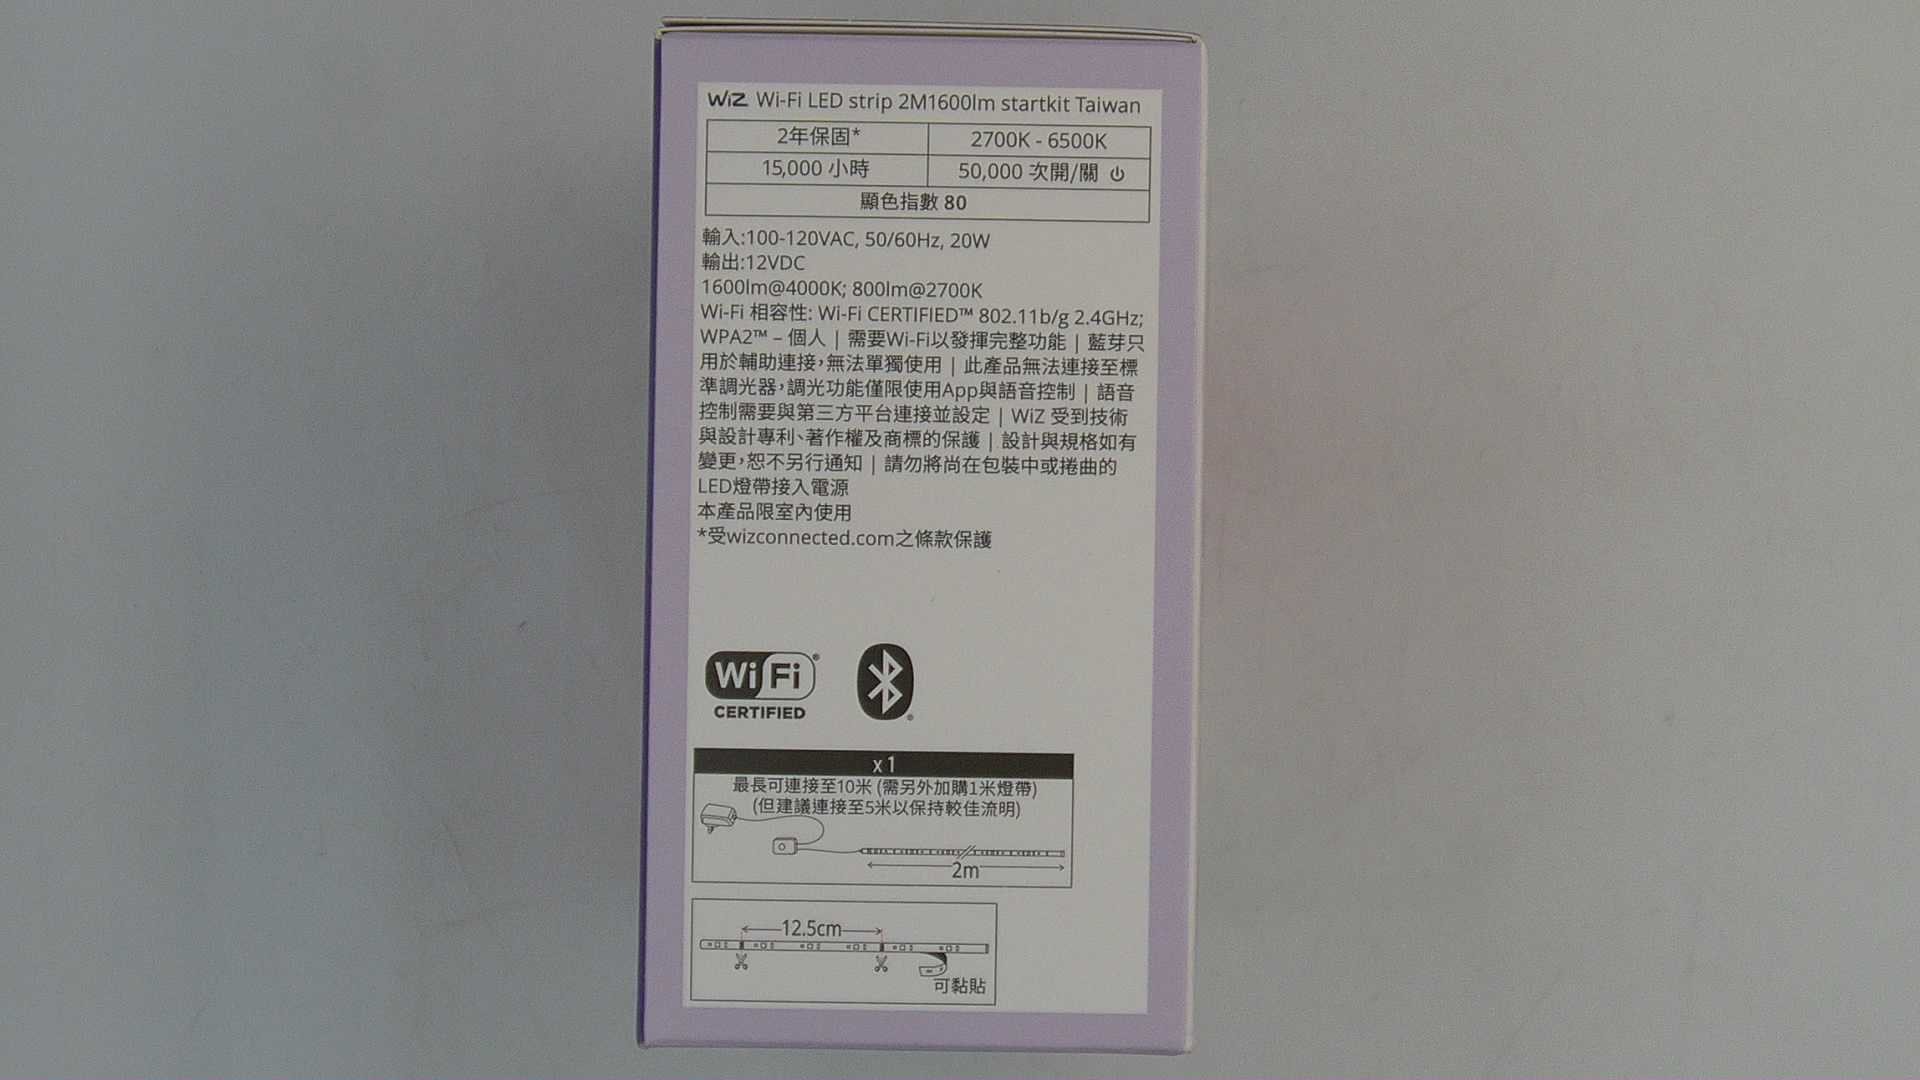 WiZ Wi-Fi LED strip 2M1600lm startkit Taiwan
2年保固* 2700K - 6500K
15,000 小時 50,000 次開/關
顯色指數 80
輸入:100-120VAC, 50/60Hz, 20W
輸出:12VDC
1600lm@4000K; 800lm@2700K
Wi-Fi 相容性: Wi-Fi CERTIFIED™ 802.11b/g 2.4GHz;
WPA2™ – 個人 | 需要Wi-Fi以發揮完整功能 | 藍芽只
用於輔助連接,無法單獨使用 | 此產品無法連接至標
準調光器,調光功能僅限使用App與語音控制 | 語音
控制需要與第三方平台連接並設定 | WiZ 受到技術
與設計專利、著作權及商標的保護 | 設計與規格如有
變更,恕不另行通知 | 請勿將尚在包裝中或捲曲的
LED燈帶接入電源
本產品限室內使用
*受wizconnected.com之條款保護
Wi Fi®
CERTIFIED
x1
最長可連接至10米 (需另外加購1米燈帶)
(但建議連接至5米以保持較佳流明)
2m
12.5cm
可黏貼